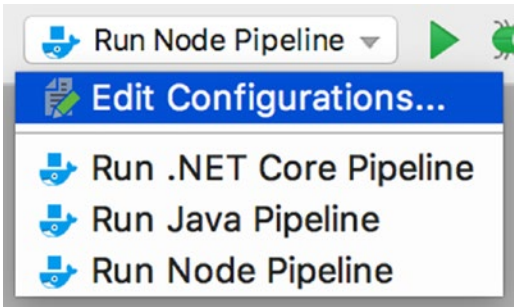 Run Node Pipeline
Edit Configurations...
Run .NET Core Pipeline
Run Java Pipeline
Run Node Pipeline